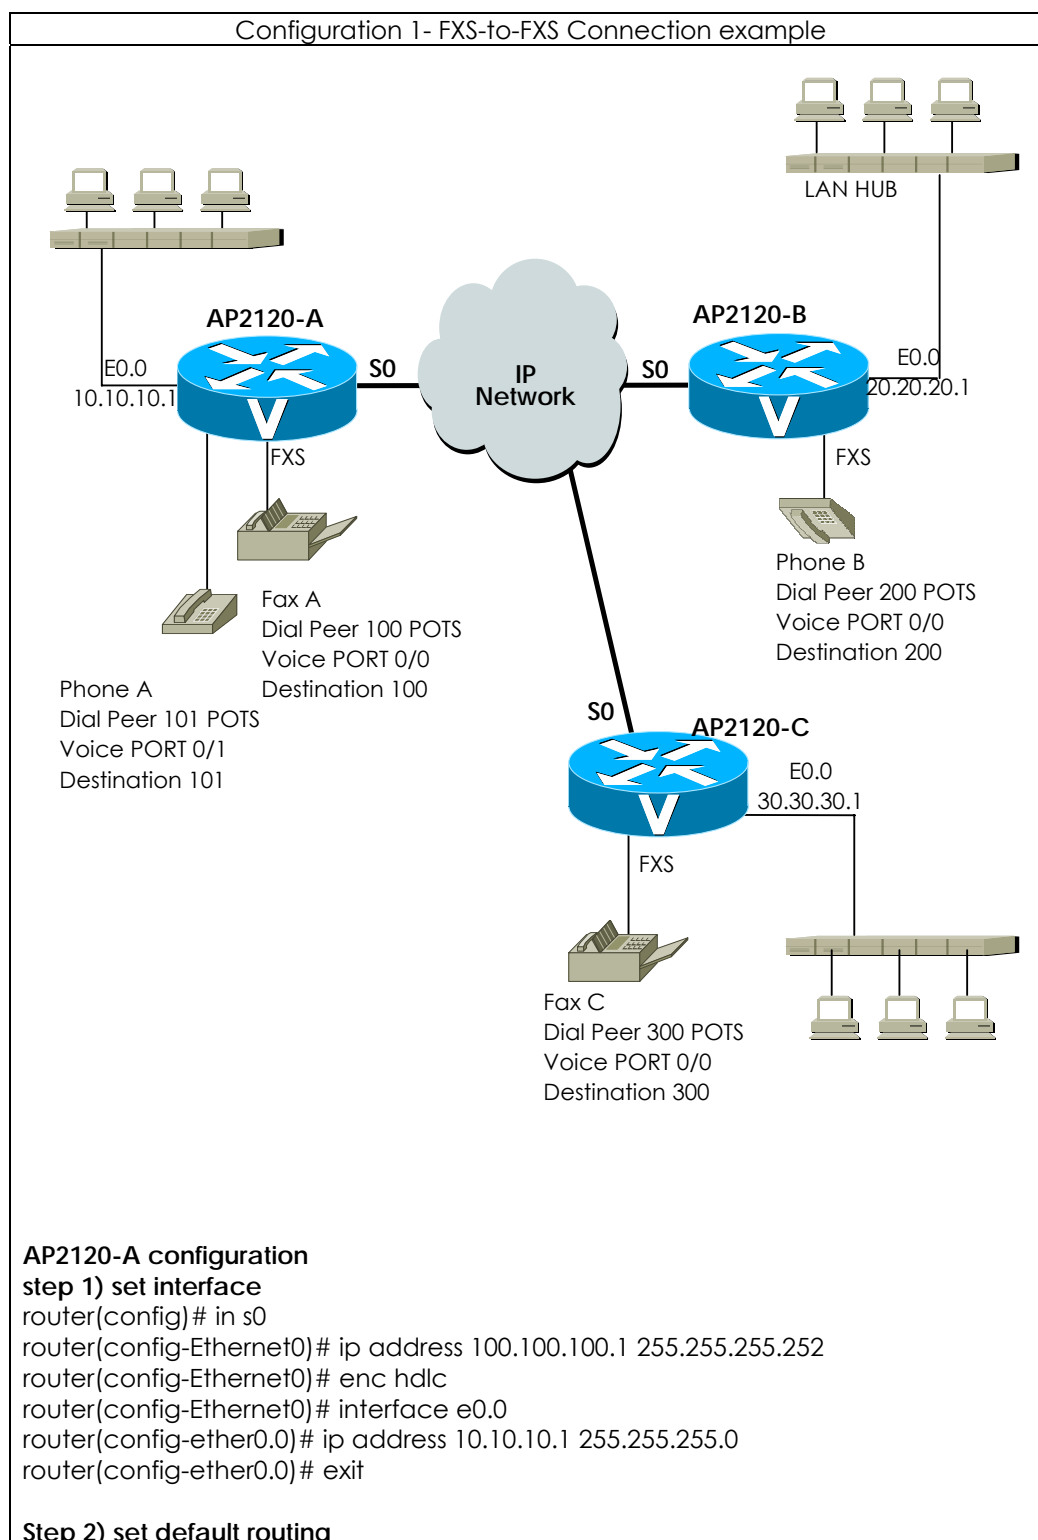 Configuration 1- FXS-to-FXS Connection example
LAN HUB
AP2120-A
AP2120-B
E0.0
10.10.10.1
S0
IP
Network
S0
E0.0
20.20.20.1
FXS
FXS
Fax A
Dial Peer 100 POTS
Voice PORT 0/0
Destination 100
Phone B
Dial Peer 200 POTS
Voice PORT 0/0
Destination 200
Phone A
Dial Peer 101 POTS
Voice PORT 0/1
Destination 101
S0
AP2120-C
E0.0
30.30.30.1
FXS
Fax C
Dial Peer 300 POTS
Voice PORT 0/0
Destination 300
AP2120-A configuration
step 1) set interface
router(config)# in s0
router(config-Ethernet0)# ip address 100.100.100.1 255.255.255.252
router(config-Ethernet0)# enc hdlc
router(config-Ethernet0)# interface e0.0
router(config-ether0.0)# ip address 10.10.10.1 255.255.255.0
router(config-ether0.0)# exit
Step 2) set default routing